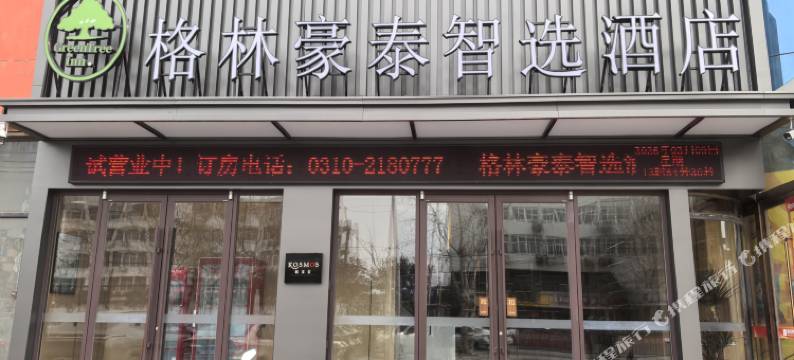 GreenTree
Inn
格林豪泰智选酒店
试营业中！订房电话：0310-2180777 格林豪泰智选
KOSMOS
携程旅行